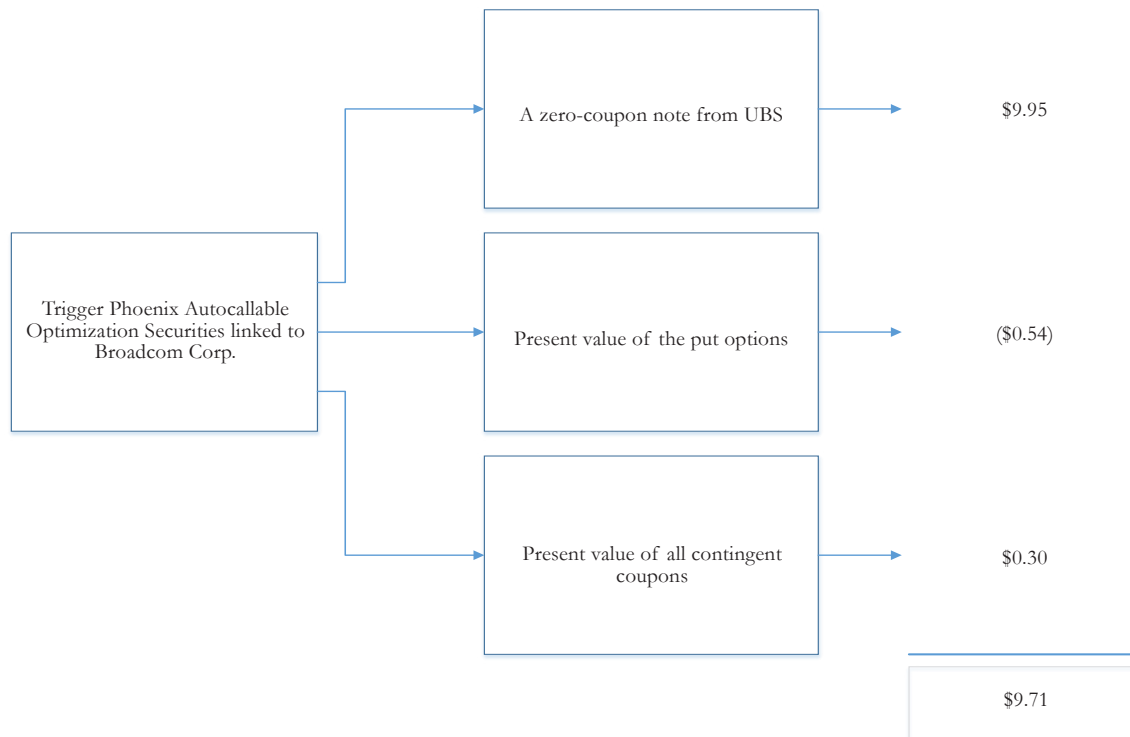 A zero-coupon note from UBS
$9.95
Trigger Phoenix Autocallable
Optimization Securities linked to
Broadcom Corp.
Present value of the put options
($0.54)
Present value of all contingent
coupons
$0.30
$9.71